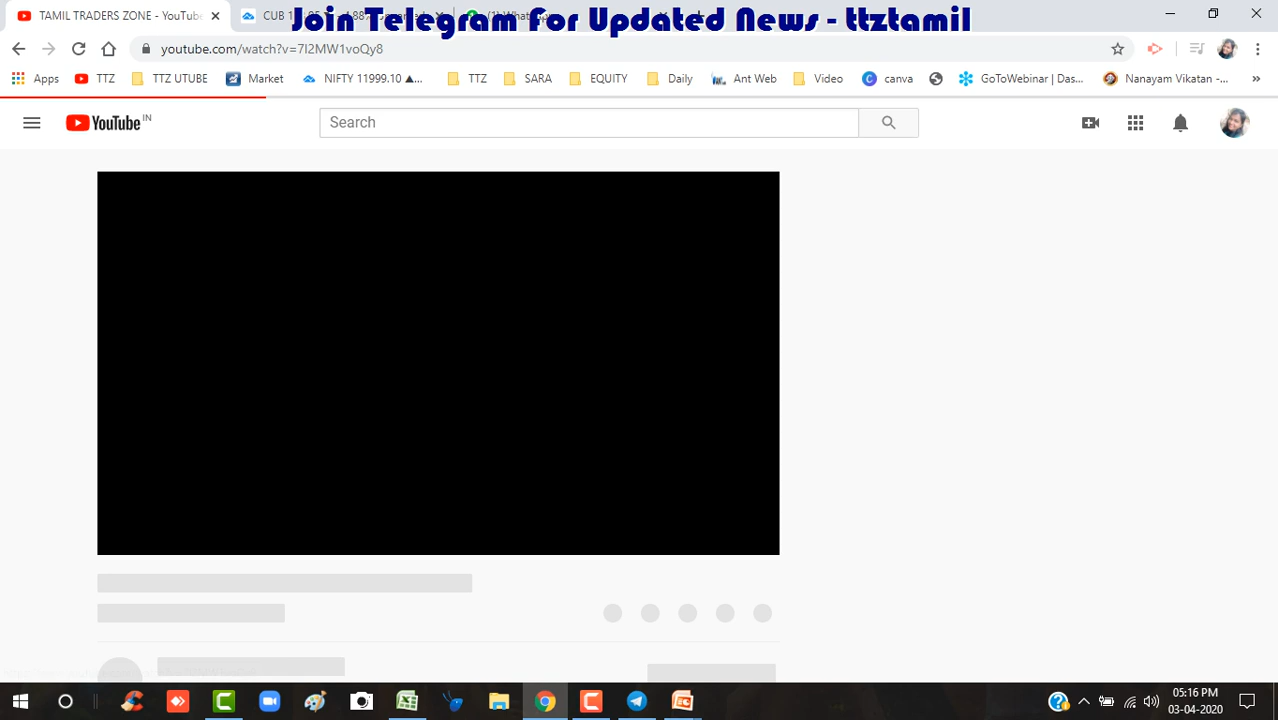 Join Telegram For Updated News - ttztamil
TAMIL TRADERS ZONE - YouTube
CUB
youtube.com/watch?v=7I2MW1voQy8
Apps
TTZ
TTZ UTUBE
Market
NIFTY 11999.10 ▲...
TTZ
SARA
EQUITY
Daily
Ant Web
Video
canva
GoToWebinar | Das...
Nanayam Vikatan -...
»
YouTube IN
Search
05:16 PM
03-04-2020